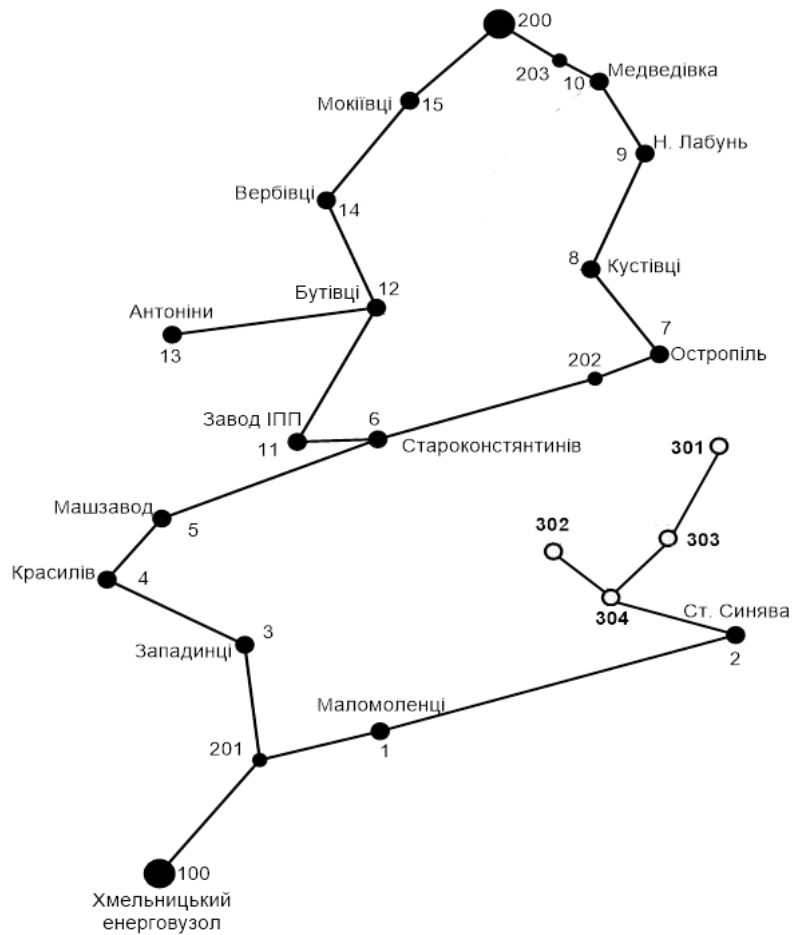 200
203
10
Медведівка
Мокіївці
15
Н. Лабунь
9
Вербівці
14
8
Кустівці
Бутівці
12
Антоніни
13
7
Остропіль
202
Завод ІПП
11
6
Староконстянтинів
301
Машзавод
5
302
303
Красилів
4
304
Ст. Синява
2
3
Западинці
Маломоленці
1
201
100
Хмельницький
енерговузол